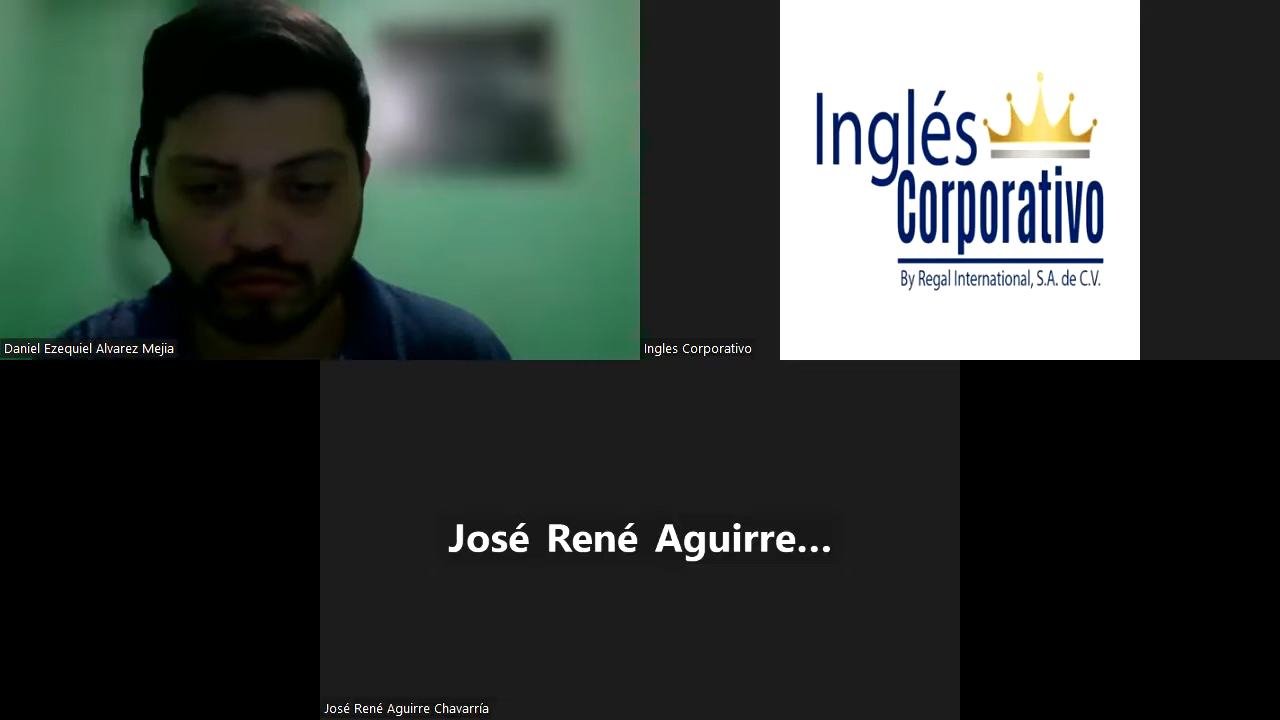 Inglés
Corporativo
By Regal International, S.A. de C.V.
Daniel Ezequiel Alvarez Mejia
Ingles Corporativo
José René Aguirre...
José René Aguirre Chavarría